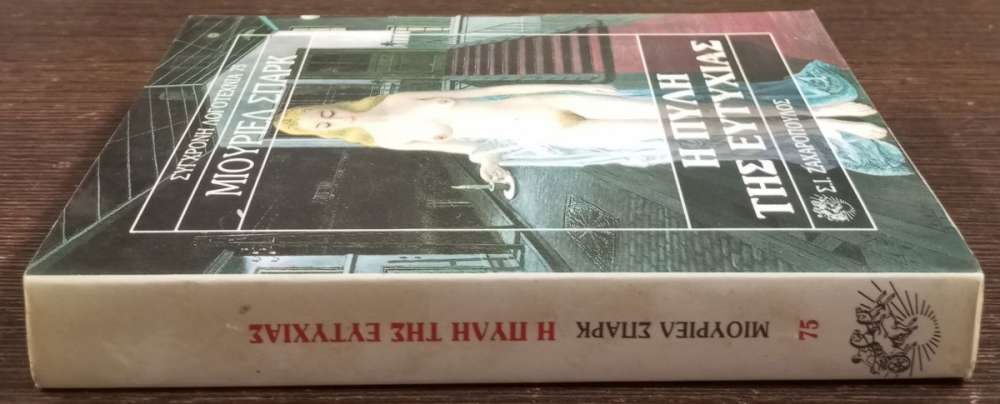 ΣΥΓΧΡΟΝΗ ΛΟΓΟΤΕΧΝΙΑ 75
ΜΙΟΥΡΙΕΛ ΣΠΑΡΚ
Η ΠΥΛΗ
ΤΗΣ ΕΥΤΥΧΙΑΣ
Σ.Ι. ΖΑΧΑΡΟΠΟΥΛΟΣ
75 ΜΙΟΥΡΙΕΛ ΣΠΑΡΚ Η ΠΥΛΗ ΤΗΣ ΕΥΤΥΧΙΑΣ